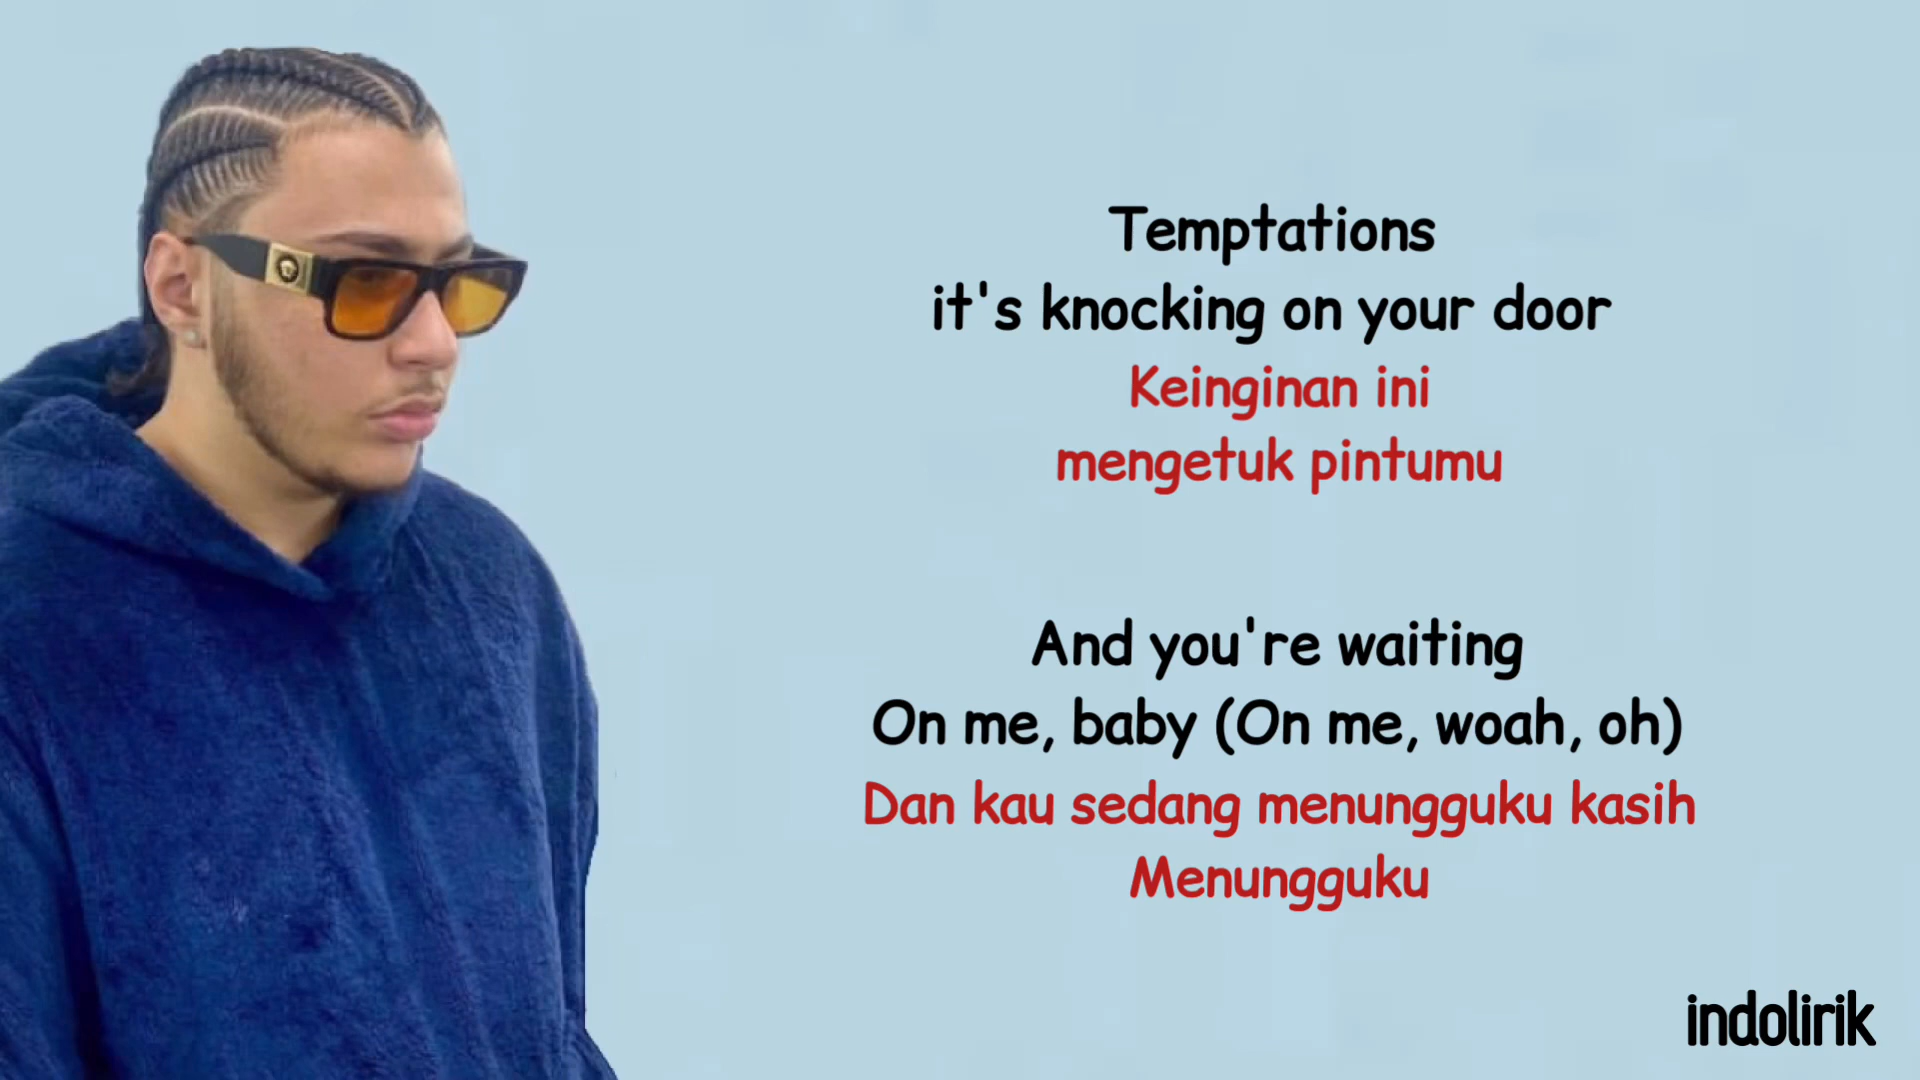 Temptations
it's knocking on your door
Keinginan ini
mengetuk pintumu
And you're waiting
On me, baby (On me, woah, oh)
Dan kau sedang menungguku kasih
Menungguku
indolirik